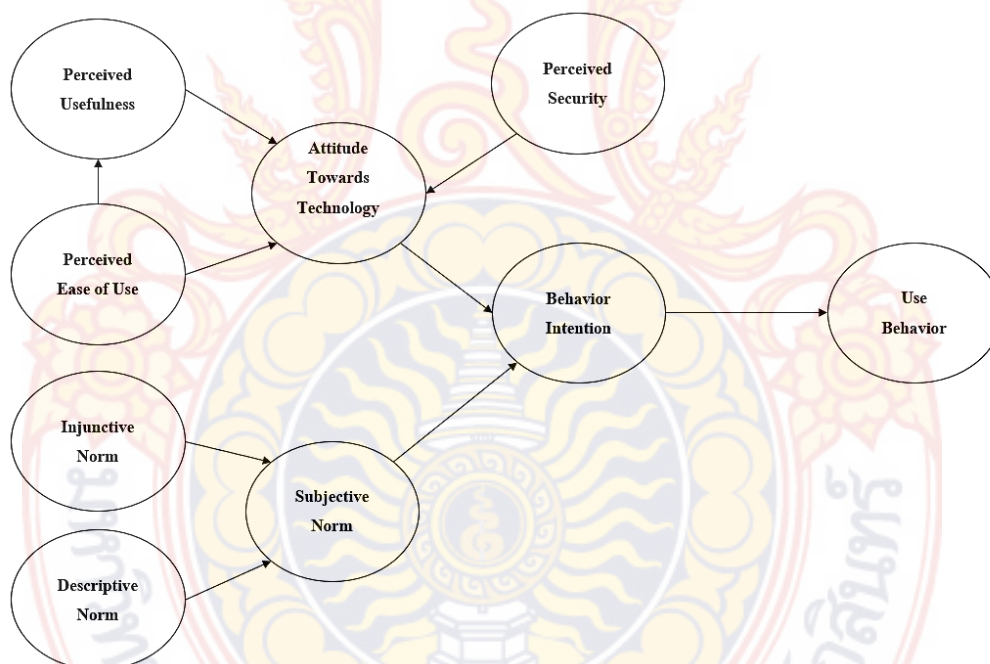 Perceived
Usefulness
Perceived
Security
Attitude
Towards
Technology
Perceived
Ease of Use
Behavior
Intention
Use
Behavior
Injunctive
Norm
Subjective
Norm
Descriptive
Norm